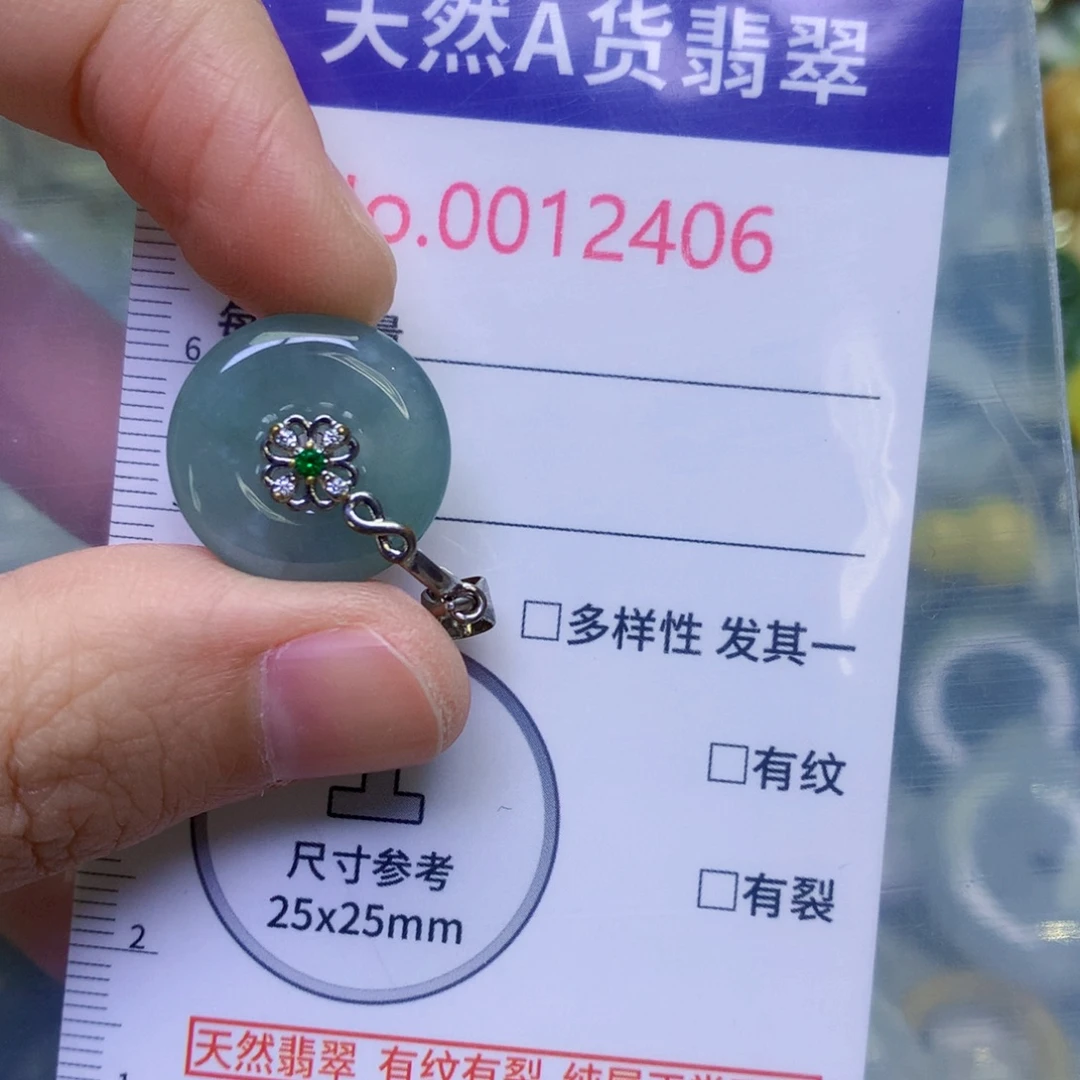 天然A货翡翠
o.0012406
6
□多样性 发其一
□有纹
□有裂
尺寸参考
25x25mm
2
天然翡翠 有纹有裂
1